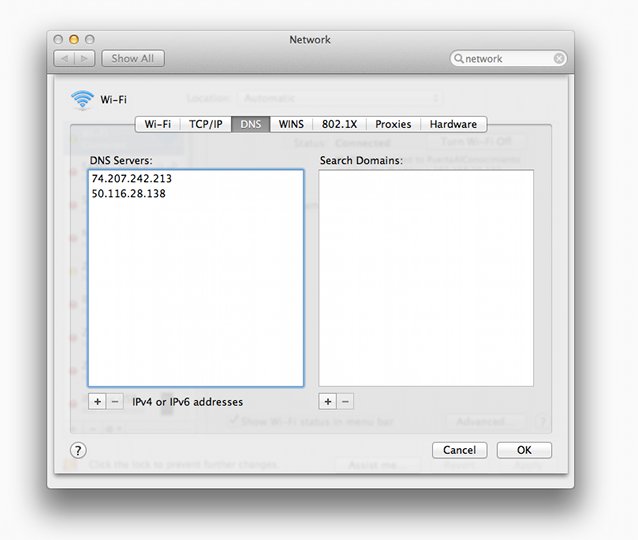 Network
Show All
network
Wi-Fi
Location: Automatic
Wi-Fi TCP/IP DNS WINS 802.1X Proxies Hardware
Status: Connected Turn Wi-Fi Off
DNS Servers: Search Domains:
74.207.242.213
50.116.28.138
+ − IPv4 or IPv6 addresses + −
Show Wi-Fi status in menu bar Advanced... ?
? Cancel OK
Click the lock to prevent further changes. Assist me... Revert Apply